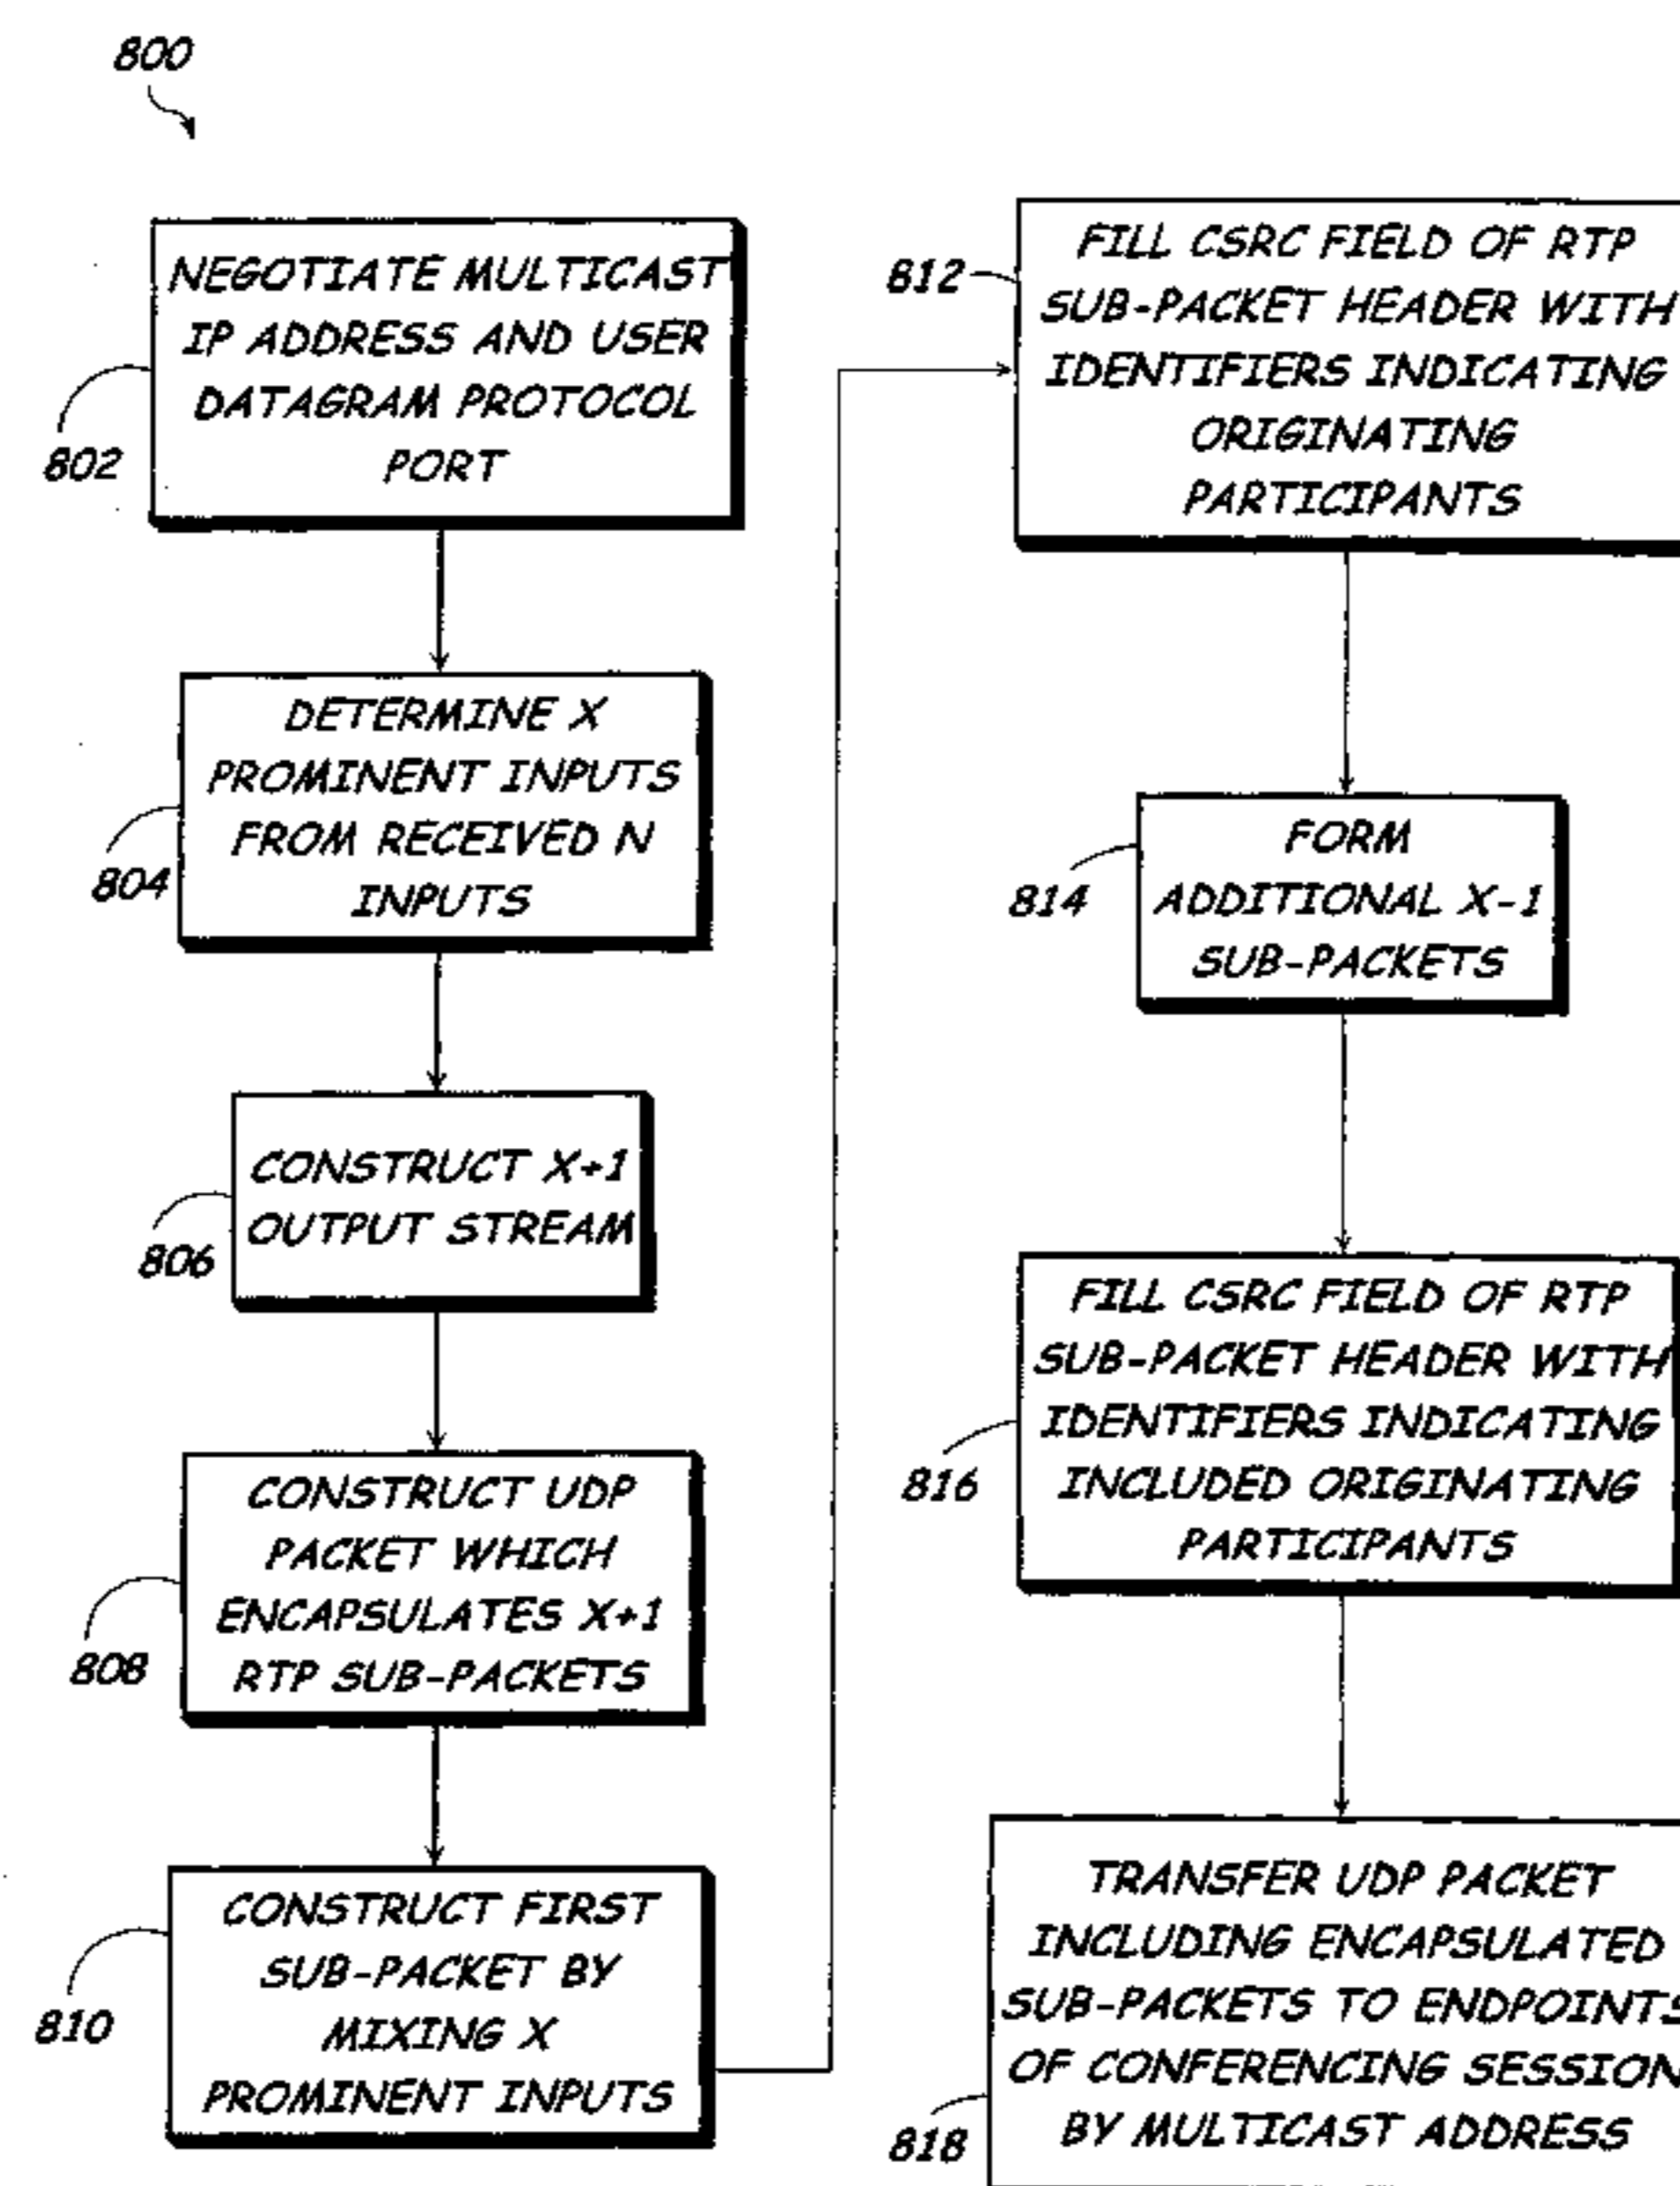 800
NEGOTIATE MULTICAST
IP ADDRESS AND USER
DATAGRAM PROTOCOL
PORT
802
DETERMINE X
PROMINENT INPUTS
FROM RECEIVED N
INPUTS
804
CONSTRUCT X+1
OUTPUT STREAM
806
CONSTRUCT UDP
PACKET WHICH
ENCAPSULATES X+1
RTP SUB-PACKETS
808
CONSTRUCT FIRST
SUB-PACKET BY
MIXING X
PROMINENT INPUTS
810
FILL CSRC FIELD OF RTP
SUB-PACKET HEADER WITH
IDENTIFIERS INDICATING
ORIGINATING
PARTICIPANTS
812
FORM
ADDITIONAL X-1
SUB-PACKETS
814
FILL CSRC FIELD OF RTP
SUB-PACKET HEADER WITH
IDENTIFIERS INDICATING
INCLUDED ORIGINATING
PARTICIPANTS
816
TRANSFER UDP PACKET
INCLUDING ENCAPSULATED
SUB-PACKETS TO ENDPOINTS
OF CONFERENCING SESSION
BY MULTICAST ADDRESS
818